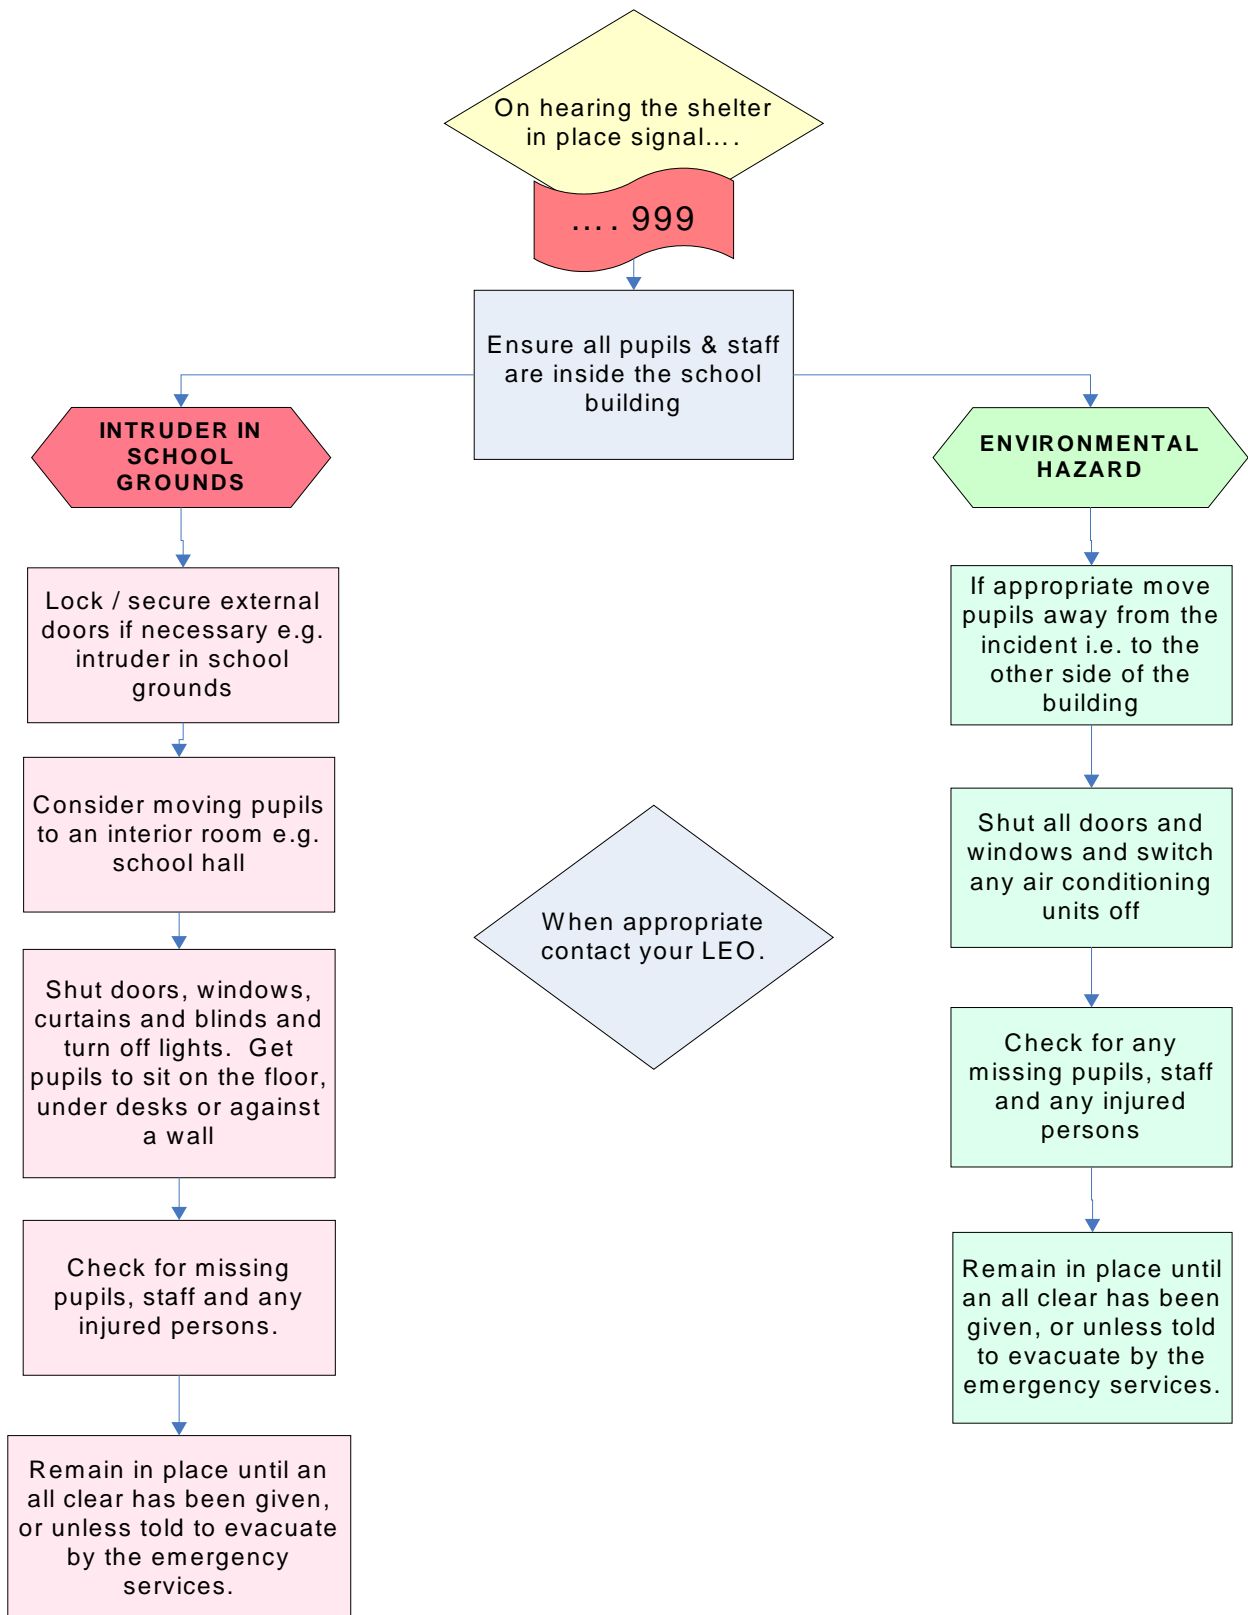 On hearing the shelter
in place signal….
…. 999
Ensure all pupils & staff
are inside the school
building
INTRUDER IN
SCHOOL
GROUNDS
Lock / secure external
doors if necessary e.g.
intruder in school
grounds
Consider moving pupils
to an interior room e.g.
school hall
Shut doors, windows,
curtains and blinds and
turn off lights.  Get
pupils to sit on the floor,
under desks or against
a wall
Check for missing
pupils, staff and any
injured persons.
Remain in place until an
all clear has been given,
or unless told to evacuate
by the emergency
services.
When appropriate
contact your LEO.
ENVIRONMENTAL
HAZARD
If appropriate move
pupils away from the
incident i.e. to the
other side of the
building
Shut all doors and
windows and switch
any air conditioning
units off
Check for any
missing pupils, staff
and any injured
persons
Remain in place until
an all clear has been
given, or unless told
to evacuate by the
emergency services.